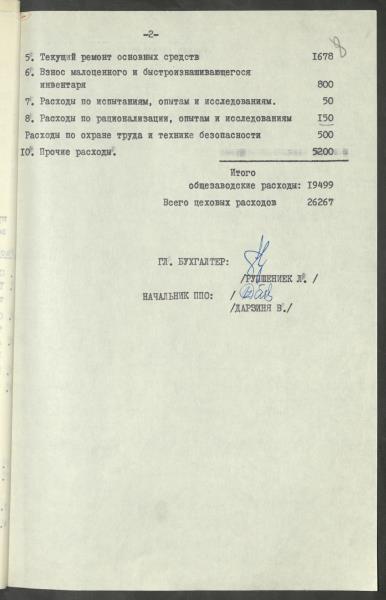 -2-
8
5. Текущий ремонт основных средств 1678
6. Взнос малоценного и быстроизнашивающегося
инвентаря 800
7. Расходы по испытаниям, опытам и исследованиям. 50
8. Расходы по рационализации, опытам и исследованиям 150
Расходы по охране труда и технике безопасности 500
10. Прочие расходы. 5200
Итого
общезаводские расходы: 19499
Всего цеховых расходов 26267
ГЛ. БУХГАЛТЕР:
/РУПШЕНИЕК Л. /
НАЧАЛЬНИК ППО: /
/ДАРЗИНЯ В./